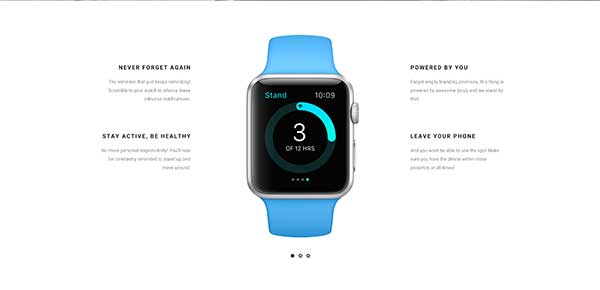 NEVER FORGET AGAIN
The reminder that just keeps reminding!
Scramble to your watch to silence these
intrusive notifications.
STAY ACTIVE, BE HEALTHY
No more personal responsibility! You'll now
be constantly reminded to stand up and
move around.
Stand 10:09
3
OF 12 HRS
POWERED BY YOU
Forget empty branding promises, this thing is
powered by awesome (you), and we stand by
that.
LEAVE YOUR PHONE
And you wont be able to use the app! Make
sure you have the phone within close
proximity at all times!